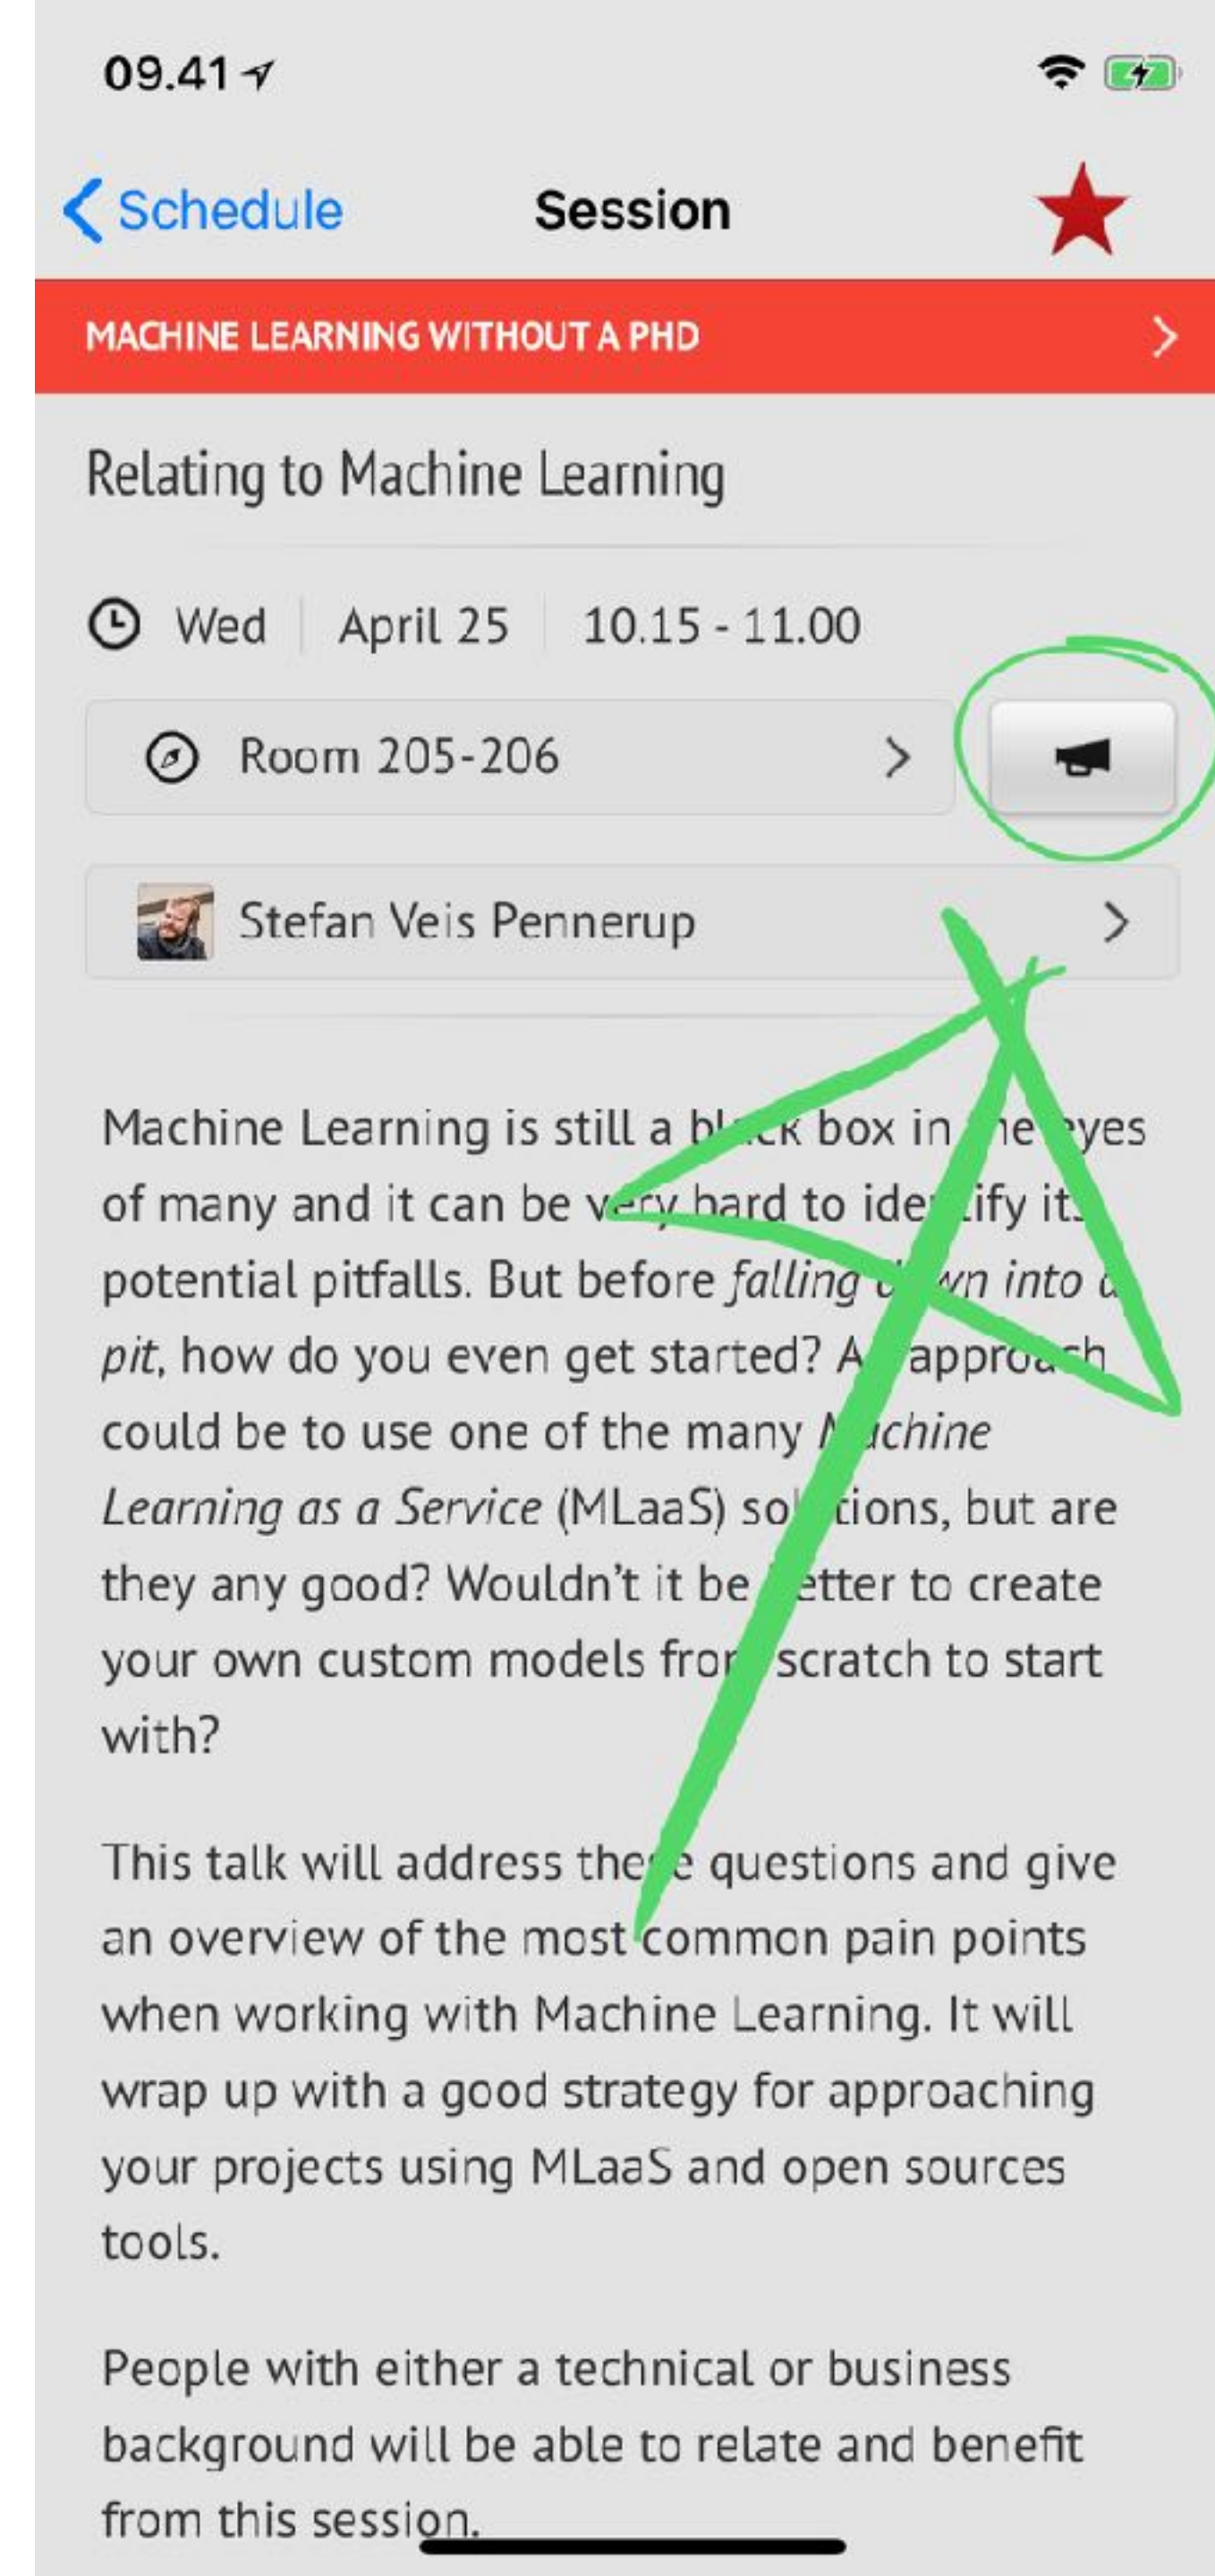 09.41
Schedule Session
MACHINE LEARNING WITHOUT A PHD
Relating to Machine Learning
Wed April 25 10.15 - 11.00
Room 205-206
Stefan Veis Pennerup
Machine Learning is still a black box in the eyes
of many and it can be very hard to identify its
potential pitfalls. But before falling down into a
pit, how do you even get started? An approach
could be to use one of the many Machine
Learning as a Service (MLaaS) solutions, but are
they any good? Wouldn't it be better to create
your own custom models from scratch to start
with?
This talk will address these questions and give
an overview of the most common pain points
when working with Machine Learning. It will
wrap up with a good strategy for approaching
your projects using MLaaS and open sources
tools.
People with either a technical or business
background will be able to relate and benefit
from this session.